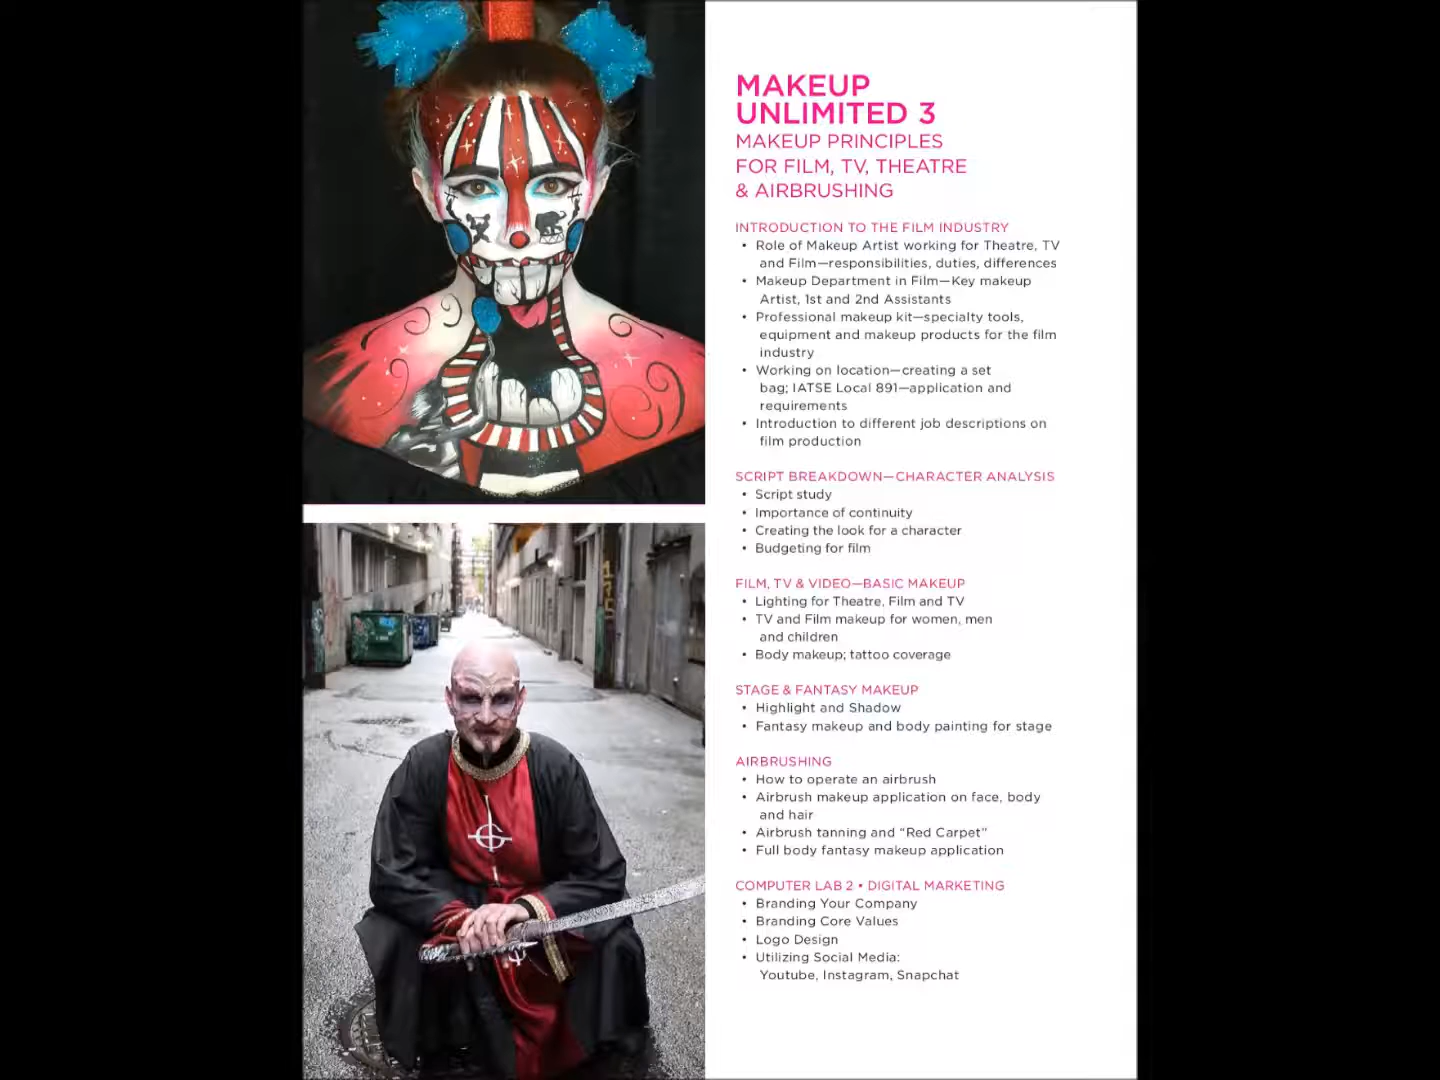 MAKEUP
UNLIMITED 3
MAKEUP PRINCIPLES
FOR FILM, TV, THEATRE
& AIRBRUSHING
INTRODUCTION TO THE FILM INDUSTRY
• Role of Makeup Artist working for Theatre, TV
and Film—responsibilities, duties, differences
• Makeup Department in Film—Key makeup
Artist, 1st and 2nd Assistants
• Professional makeup kit—specialty tools,
equipment and makeup products for the film
industry
• Working on location—creating a set
bag; IATSE Local 891—application and
requirements
• Introduction to different job descriptions on
film production
SCRIPT BREAKDOWN—CHARACTER ANALYSIS
• Script study
• Importance of continuity
• Creating the look for a character
• Budgeting for film
FILM, TV & VIDEO—BASIC MAKEUP
• Lighting for Theatre, Film and TV
• TV and Film makeup for women, men
and children
• Body makeup; tattoo coverage
STAGE & FANTASY MAKEUP
• Highlight and Shadow
• Fantasy makeup and body painting for stage
AIRBRUSHING
• How to operate an airbrush
• Airbrush makeup application on face, body
and hair
• Airbrush tanning and “Red Carpet”
• Full body fantasy makeup application
COMPUTER LAB 2 • DIGITAL MARKETING
• Branding Your Company
• Branding Core Values
• Logo Design
• Utilizing Social Media:
Youtube, Instagram, Snapchat